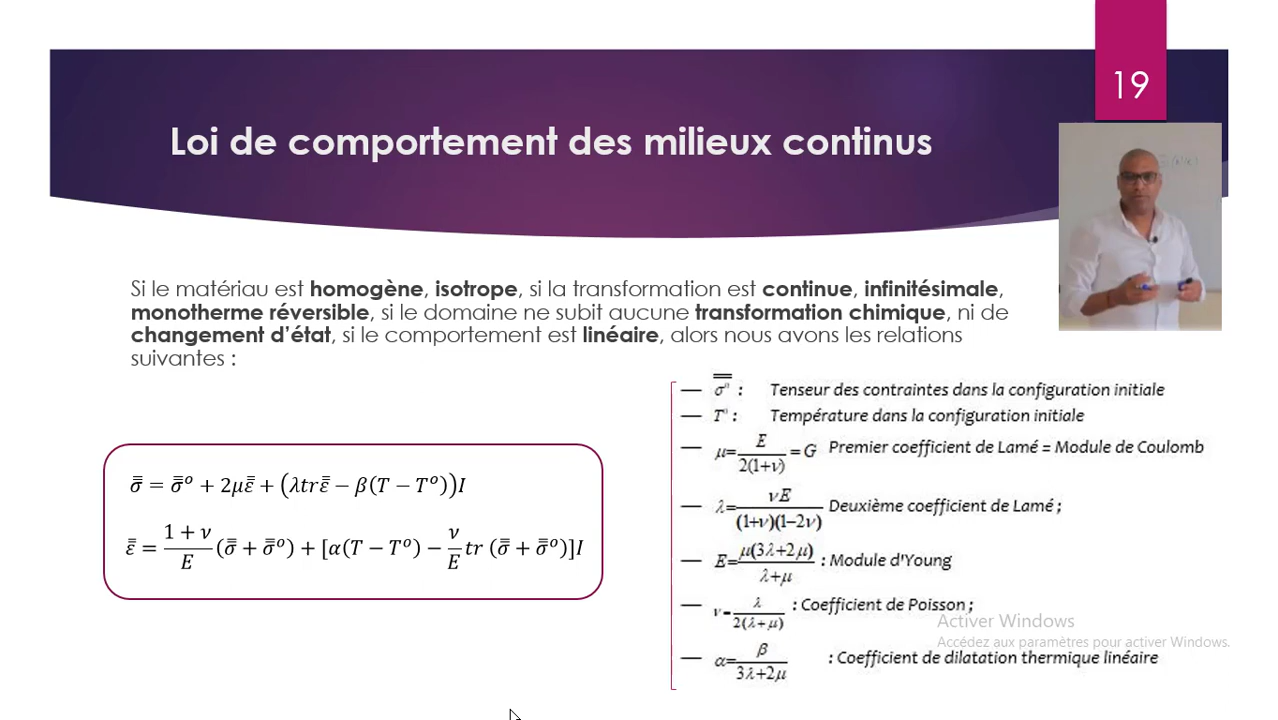 19
Loi de comportement des milieux continus
Si le matériau est homogène, isotrope, si la transformation est continue, infinitésimale,
monotherme réversible, si le domaine ne subit aucune transformation chimique, ni de
changement d'état, si le comportement est linéaire, alors nous avons les relations
suivantes :
σ̿ = σ̿° + 2με̿ + (λtrε̿ − β(T − T°))I
ε̿ = (1 + ν)/E (σ̿ + σ̿°) + [α(T − T°) − ν/E tr (σ̿ + σ̿°)]I
— σ̿° : Tenseur des contraintes dans la configuration initiale
— T° : Température dans la configuration initiale
— μ= E/2(1+ν) = G Premier coefficient de Lamé = Module de Coulomb
— λ= νE/(1+ν)(1−2ν) Deuxième coefficient de Lamé ;
— E= μ(3λ+2μ)/λ+μ : Module d'Young
— ν= λ/2(λ+μ) : Coefficient de Poisson ;
— α= β/3λ+2μ : Coefficient de dilatation thermique linéaire
Activer Windows
Accédez aux paramètres pour activer Windows.